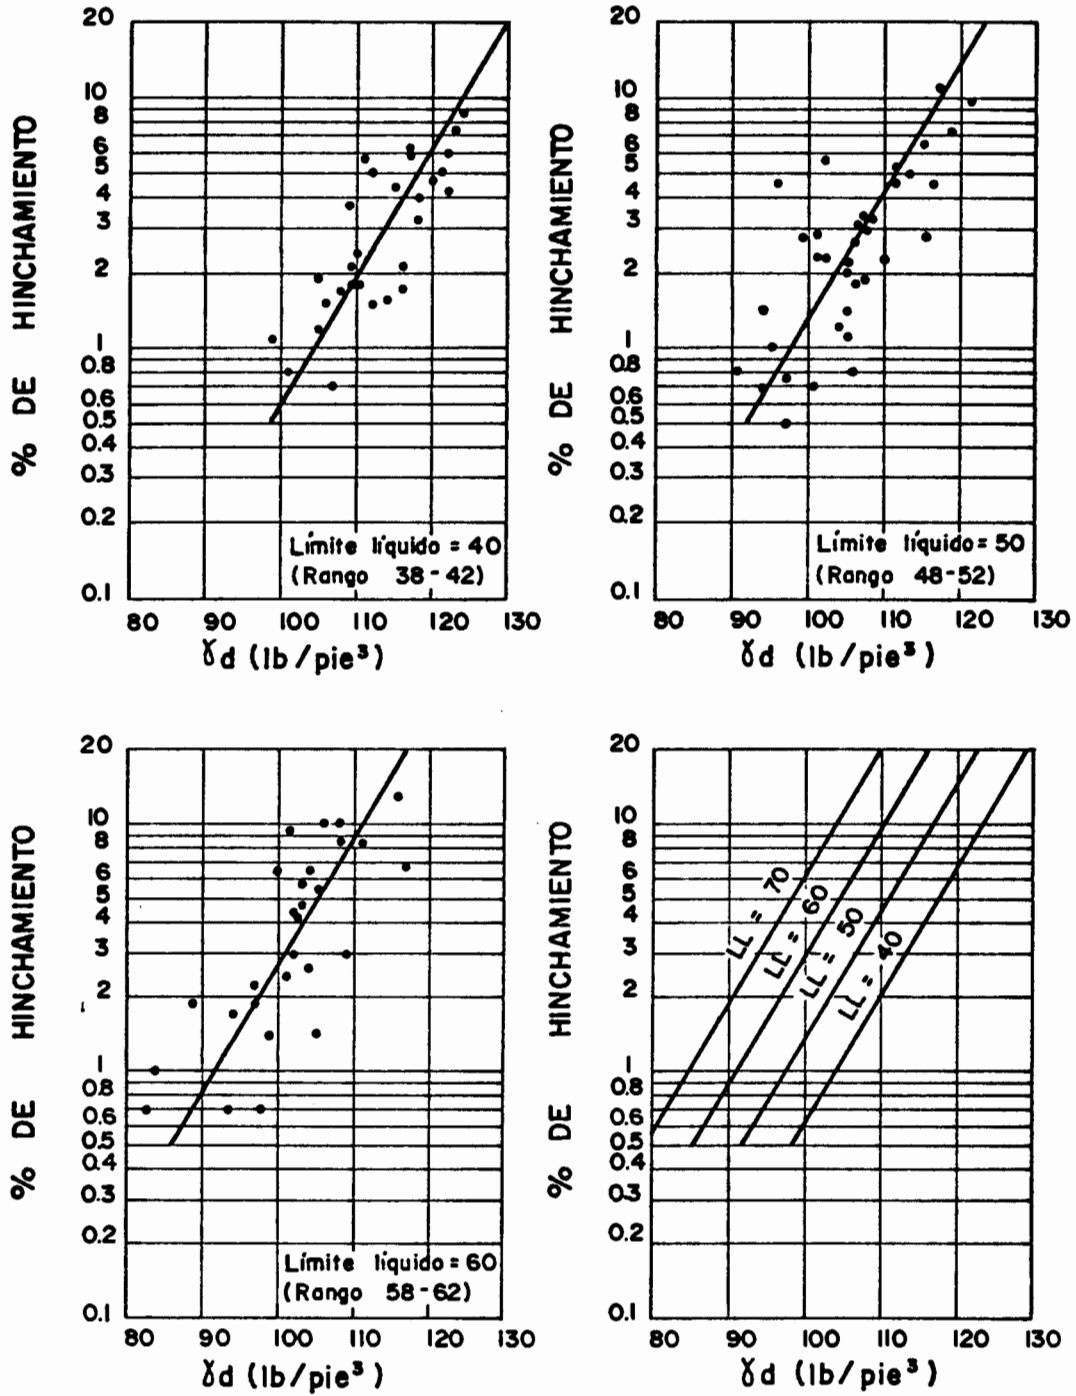 20
10
8
6
5
4
3
2
1
0.8
0.6
0.5
0.4
0.3
0.2
0.1
% DE HINCHAMIENTO
Límite líquido = 40
(Rango 38-42)
80 90 100 110 120 130
γd (lb/pie³)
20
10
8
6
5
4
3
2
1
0.8
0.6
0.5
0.4
0.3
0.2
0.1
% DE HINCHAMIENTO
Límite líquido = 50
(Rango 48-52)
80 90 100 110 120 130
γd (lb/pie³)
20
10
8
6
5
4
3
2
1
0.8
0.6
0.5
0.4
0.3
0.2
0.1
% DE HINCHAMIENTO
Límite líquido = 60
(Rango 58-62)
80 90 100 110 120 130
γd (lb/pie³)
20
10
8
6
5
4
3
2
1
0.8
0.6
0.5
0.4
0.3
0.2
0.1
% DE HINCHAMIENTO
LL = 70
LL = 60
LL = 50
LL = 40
80 90 100 110 120 130
γd (lb/pie³)